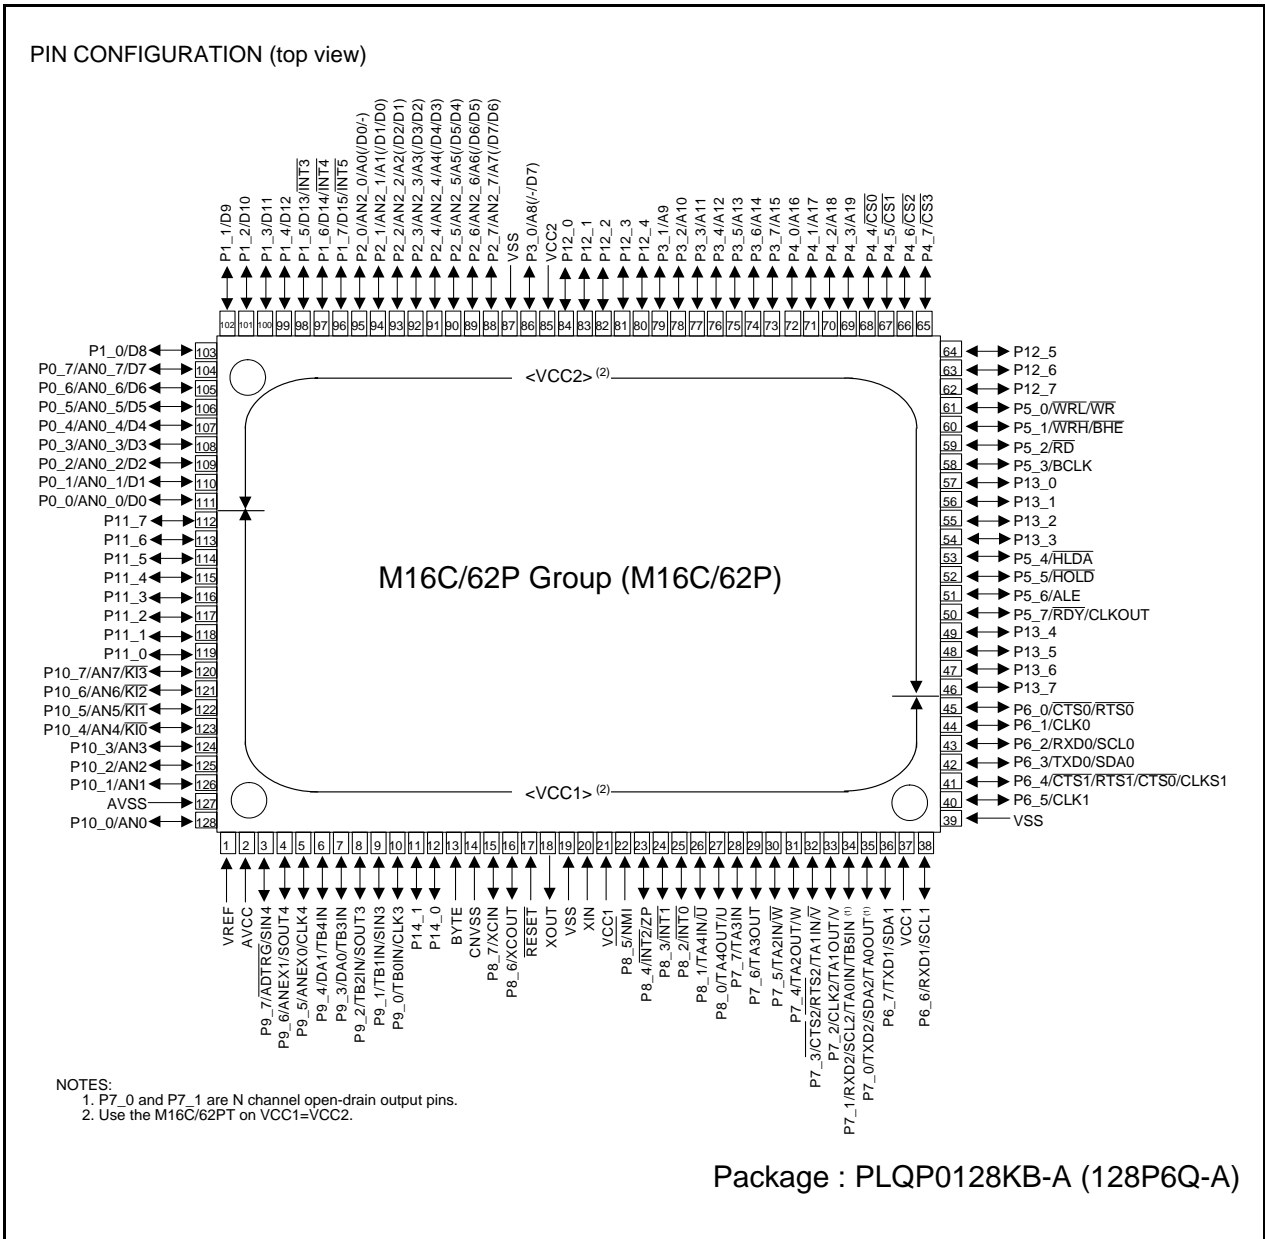 PIN CONFIGURATION (top view)
P1_1/D9
P1_2/D10
P1_3/D11
P1_4/D12
P1_5/D13/INT3
P1_6/D14/INT4
P1_7/D15/INT5
P2_0/AN2_0/A0(/D0/-)
P2_1/AN2_1/A1(/D1/D0)
P2_2/AN2_2/A2(/D2/D1)
P2_3/AN2_3/A3(/D3/D2)
P2_4/AN2_4/A4(/D4/D3)
P2_5/AN2_5/A5(/D5/D4)
P2_6/AN2_6/A6(/D6/D5)
P2_7/AN2_7/A7(/D7/D6)
VSS
P3_0/A8(/-/D7)
VCC2
P12_0
P12_1
P12_2
P12_3
P12_4
P3_1/A9
P3_2/A10
P3_3/A11
P3_4/A12
P3_5/A13
P3_6/A14
P3_7/A15
P4_0/A16
P4_1/A17
P4_2/A18
P4_3/A19
P4_4/CS0
P4_5/CS1
P4_6/CS2
P4_7/CS3
102 101 100 99 98 97 96 95 94 93 92 91 90 89 88 87 86 85 84 83 82 81 80 79 78 77 76 75 74 73 72 71 70 69 68 67 66 65
P1_0/D8 103
P0_7/AN0_7/D7 104
P0_6/AN0_6/D6 105
P0_5/AN0_5/D5 106
P0_4/AN0_4/D4 107
P0_3/AN0_3/D3 108
P0_2/AN0_2/D2 109
P0_1/AN0_1/D1 110
P0_0/AN0_0/D0 111
P11_7 112
P11_6 113
P11_5 114
P11_4 115
P11_3 116
P11_2 117
P11_1 118
P11_0 119
P10_7/AN7/KI3 120
P10_6/AN6/KI2 121
P10_5/AN5/KI1 122
P10_4/AN4/KI0 123
P10_3/AN3 124
P10_2/AN2 125
P10_1/AN1 126
AVSS 127
P10_0/AN0 128
<VCC2> (2)
M16C/62P Group (M16C/62P)
<VCC1> (2)
64 P12_5
63 P12_6
62 P12_7
61 P5_0/WRL/WR
60 P5_1/WRH/BHE
59 P5_2/RD
58 P5_3/BCLK
57 P13_0
56 P13_1
55 P13_2
54 P13_3
53 P5_4/HLDA
52 P5_5/HOLD
51 P5_6/ALE
50 P5_7/RDY/CLKOUT
49 P13_4
48 P13_5
47 P13_6
46 P13_7
45 P6_0/CTS0/RTS0
44 P6_1/CLK0
43 P6_2/RXD0/SCL0
42 P6_3/TXD0/SDA0
41 P6_4/CTS1/RTS1/CTS0/CLKS1
40 P6_5/CLK1
39 VSS
1 2 3 4 5 6 7 8 9 10 11 12 13 14 15 16 17 18 19 20 21 22 23 24 25 26 27 28 29 30 31 32 33 34 35 36 37 38
VREF
AVCC
P9_7/ADTRG/SIN4
P9_6/ANEX1/SOUT4
P9_5/ANEX0/CLK4
P9_4/DA1/TB4IN
P9_3/DA0/TB3IN
P9_2/TB2IN/SOUT3
P9_1/TB1IN/SIN3
P9_0/TB0IN/CLK3
P14_1
P14_0
BYTE
CNVSS
P8_7/XCIN
P8_6/XCOUT
RESET
XOUT
VSS
XIN
VCC1
P8_5/NMI
P8_4/INT2/ZP
P8_3/INT1
P8_2/INT0
P8_1/TA4IN/U
P8_0/TA4OUT/U
P7_7/TA3IN
P7_6/TA3OUT
P7_5/TA2IN/W
P7_4/TA2OUT/W
P7_3/CTS2/RTS2/TA1IN/V
P7_2/CLK2/TA1OUT/V
P7_1/RXD2/SCL2/TA0IN/TB5IN (1)
P7_0/TXD2/SDA2/TA0OUT(1)
P6_7/TXD1/SDA1
VCC1
P6_6/RXD1/SCL1
NOTES:
1. P7_0 and P7_1 are N channel open-drain output pins.
2. Use the M16C/62PT on VCC1=VCC2.
Package : PLQP0128KB-A (128P6Q-A)